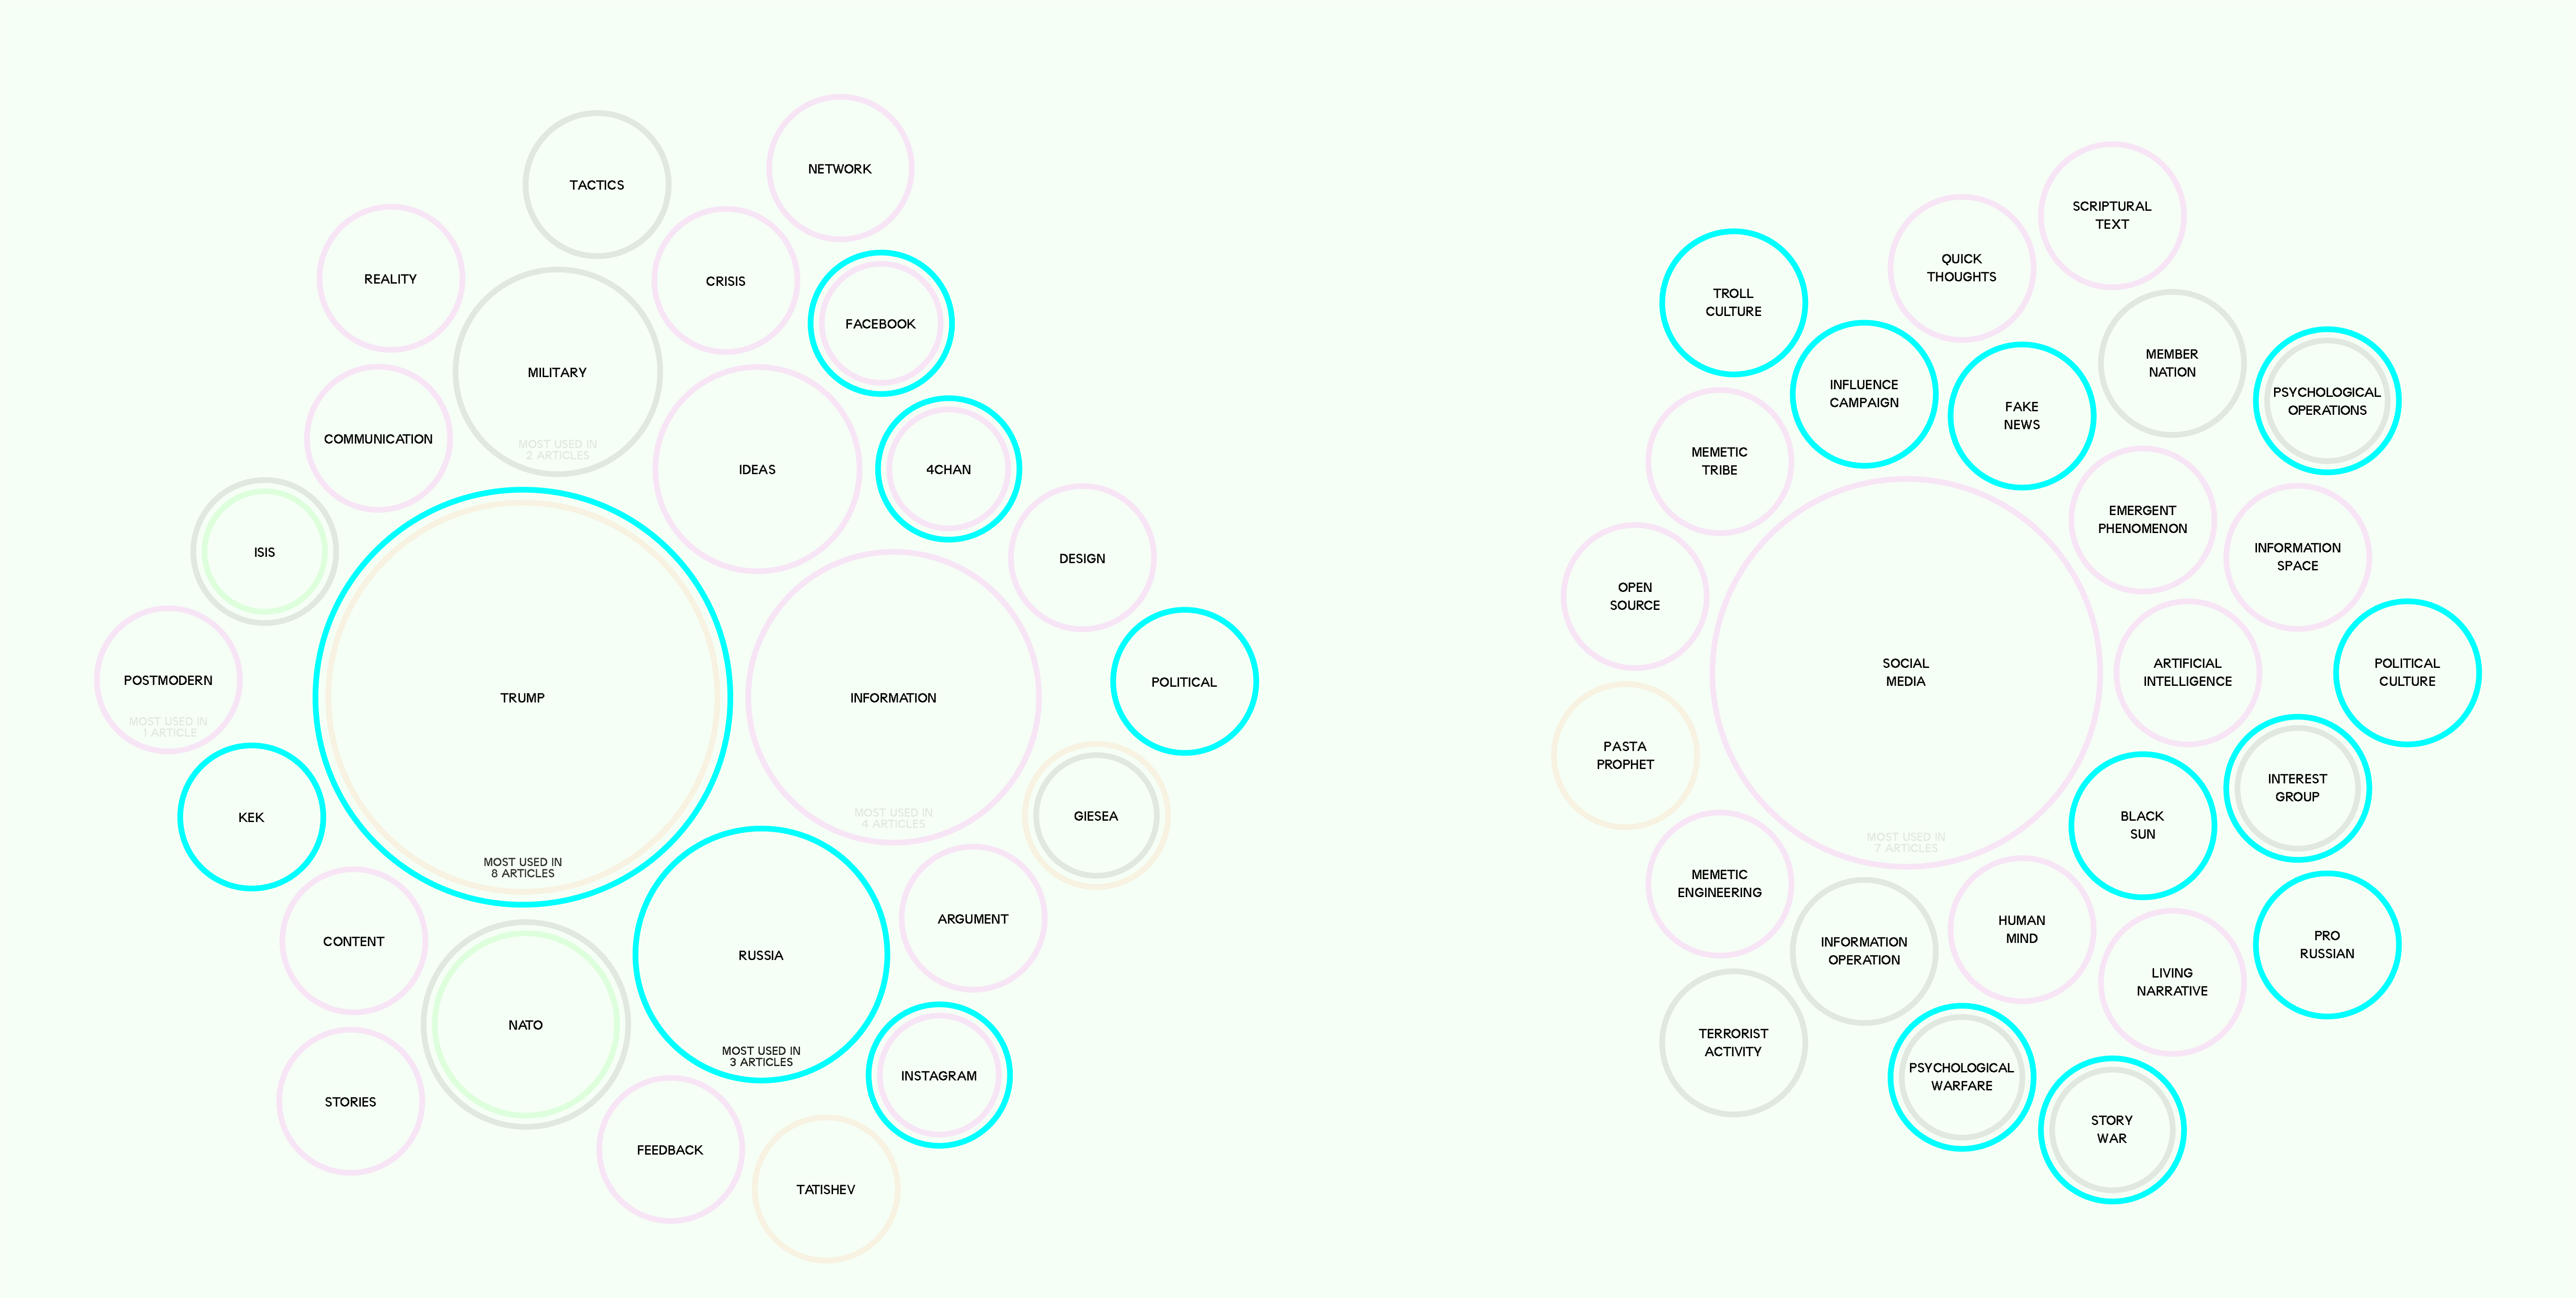 NETWORK
TACTICS
REALITY
CRISIS
FACEBOOK
MILITARY
MOST USED IN
2 ARTICLES
COMMUNICATION
IDEAS
4CHAN
ISIS
DESIGN
POSTMODERN
MOST USED IN
1 ARTICLE
TRUMP
MOST USED IN
8 ARTICLES
INFORMATION
MOST USED IN
4 ARTICLES
POLITICAL
KEK
GIESEA
CONTENT
RUSSIA
MOST USED IN
3 ARTICLES
ARGUMENT
NATO
STORIES
INSTAGRAM
FEEDBACK
TATISHEV
SCRIPTURAL
TEXT
QUICK
THOUGHTS
TROLL
CULTURE
MEMBER
NATION
INFLUENCE
CAMPAIGN
FAKE
NEWS
PSYCHOLOGICAL
OPERATIONS
MEMETIC
TRIBE
EMERGENT
PHENOMENON
INFORMATION
SPACE
OPEN
SOURCE
SOCIAL
MEDIA
MOST USED IN
7 ARTICLES
ARTIFICIAL
INTELLIGENCE
POLITICAL
CULTURE
PASTA
PROPHET
INTEREST
GROUP
BLACK
SUN
MEMETIC
ENGINEERING
INFORMATION
OPERATION
HUMAN
MIND
PRO
RUSSIAN
LIVING
NARRATIVE
TERRORIST
ACTIVITY
PSYCHOLOGICAL
WARFARE
STORY
WAR